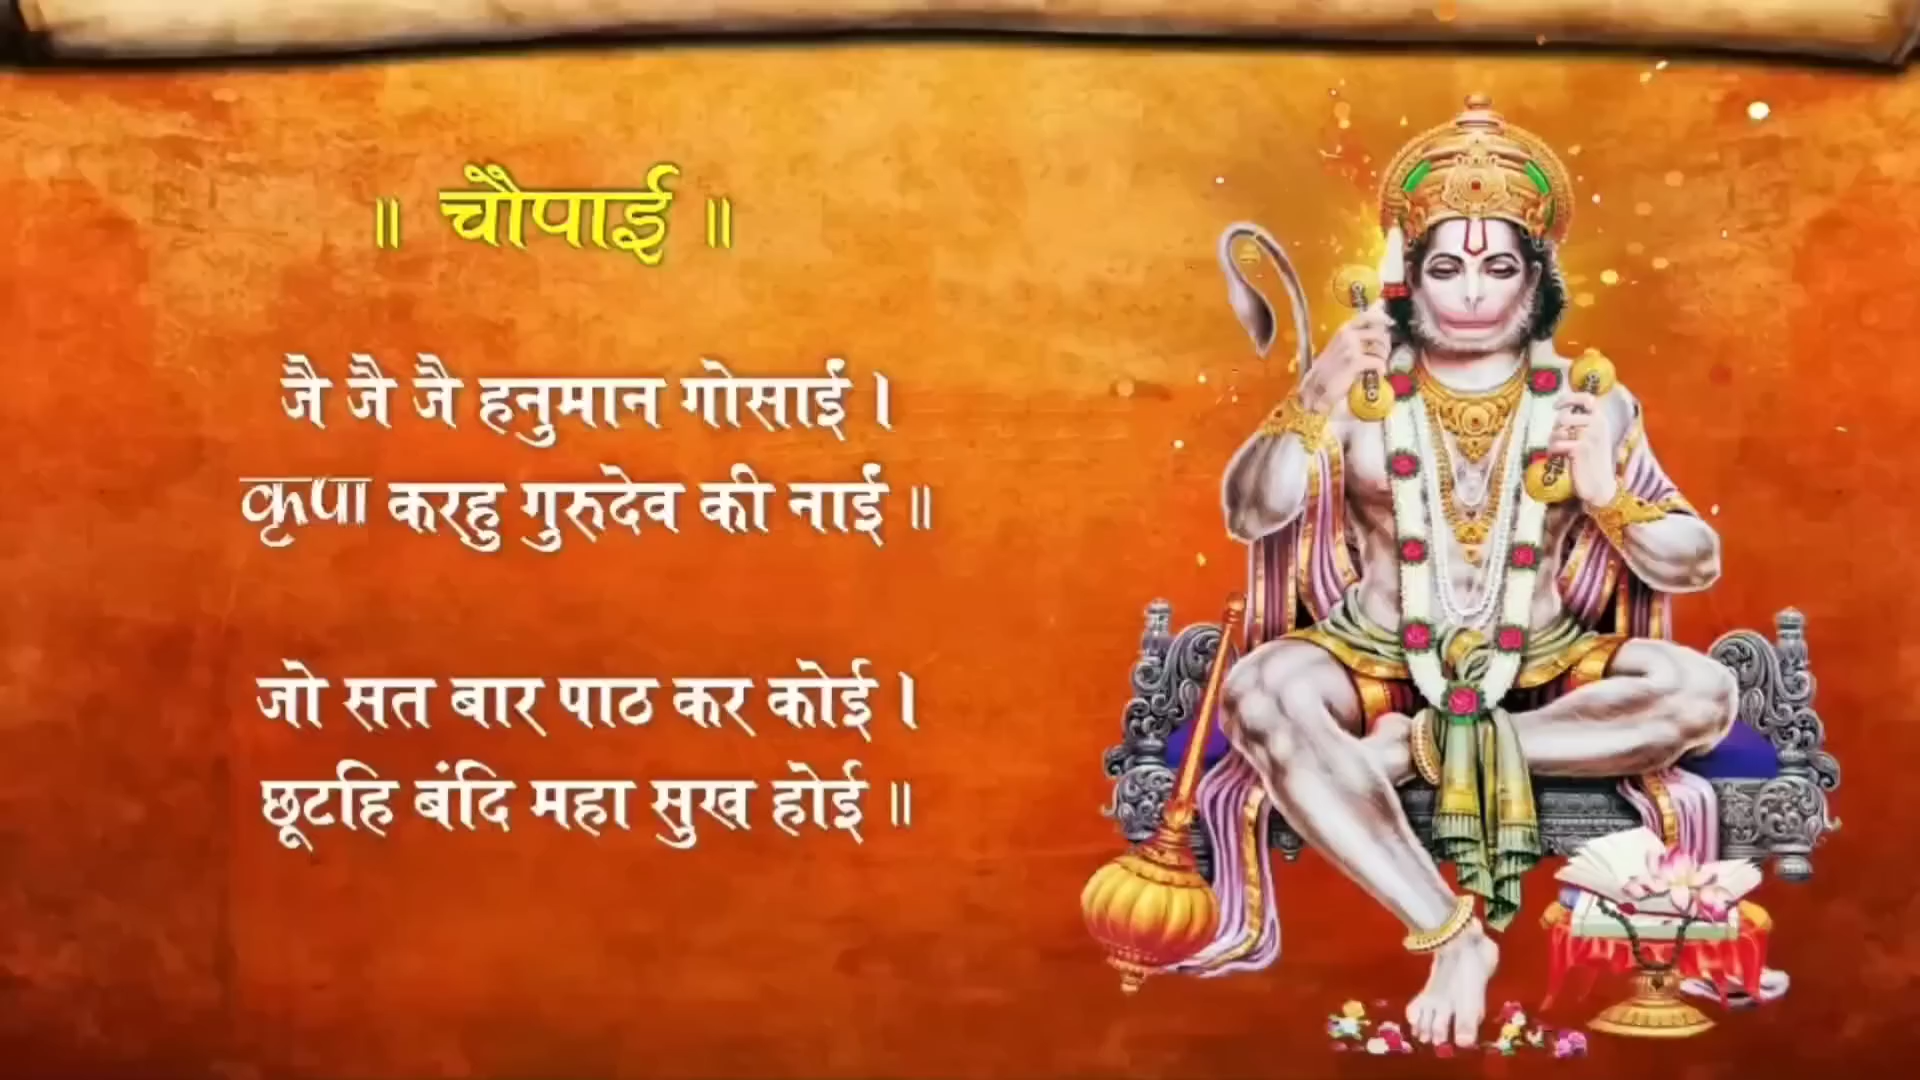 ॥ चौपाई ॥
जै जै जै हनुमान गोसाईं ।
कृपा करहु गुरुदेव की नाईं ॥
जो सत बार पाठ कर कोई ।
छूटहि बंदि महा सुख होई ॥